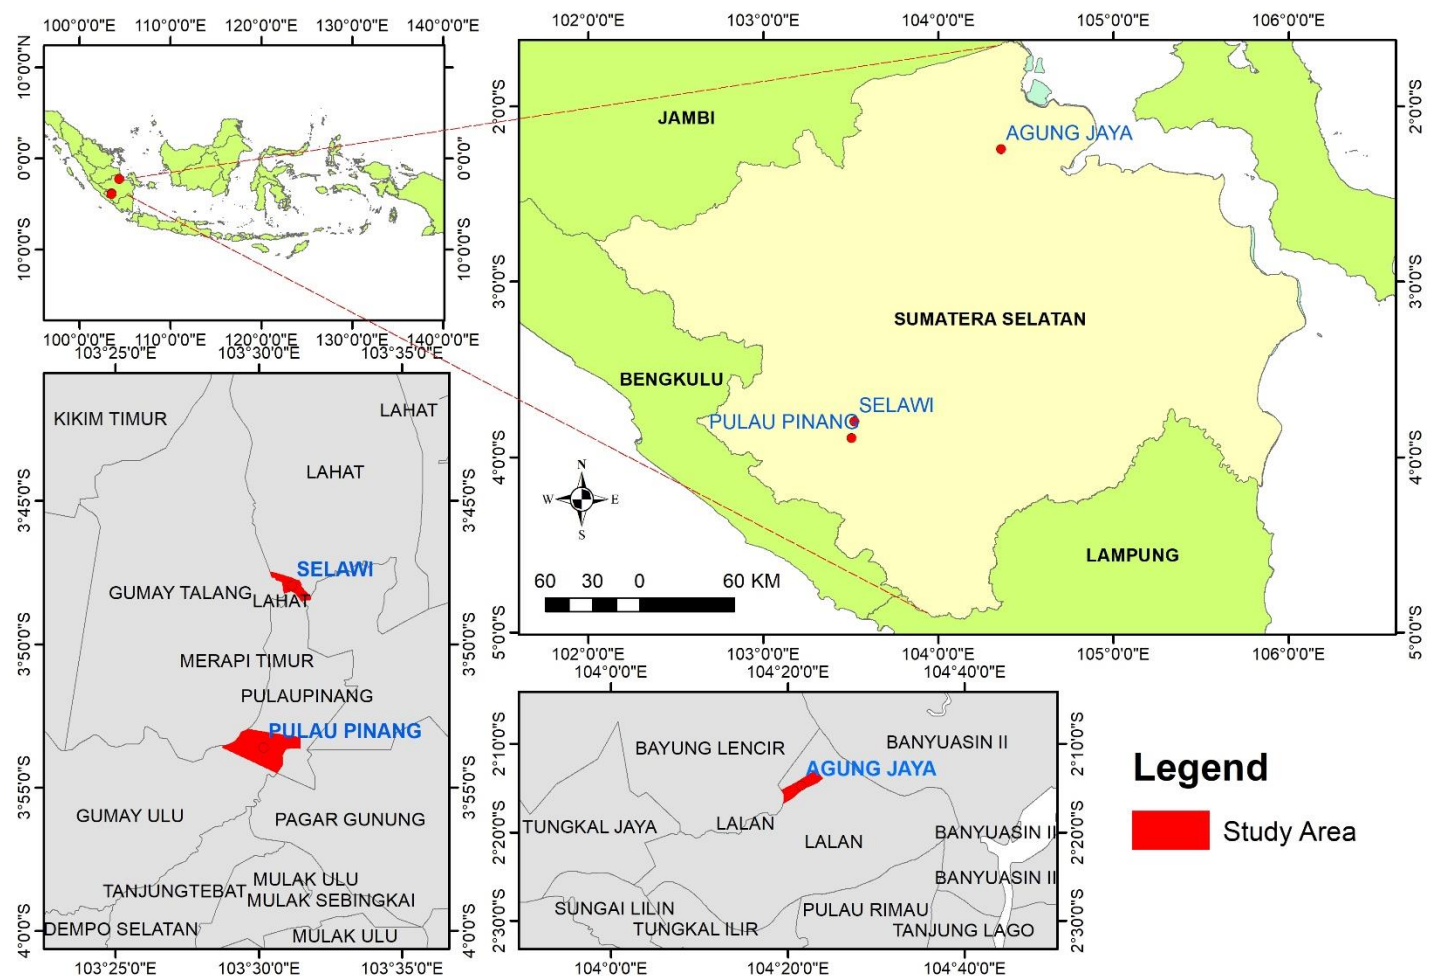 100°0'0"E 110°0'0"E 120°0'0"E 130°0'0"E 140°0'0"E
10°0'0"N
0°0'0"
10°0'0"S
10°0'0"N
0°0'0"
10°0'0"S
100°0'0"E 110°0'0"E 120°0'0"E 130°0'0"E 140°0'0"E
102°0'0"E 103°0'0"E 104°0'0"E 105°0'0"E 106°0'0"E
2°0'0"S
3°0'0"S
4°0'0"S
5°0'0"S
JAMBI
AGUNG JAYA
SUMATERA SELATAN
BENGKULU
SELAWI
PULAU PINANG
LAMPUNG
N
W E
S
60 30 0 60 KM
2°0'0"S
3°0'0"S
4°0'0"S
5°0'0"S
102°0'0"E 103°0'0"E 104°0'0"E 105°0'0"E 106°0'0"E
103°25'0"E 103°30'0"E 103°35'0"E
3°45'0"S
3°50'0"S
3°55'0"S
4°0'0"S
KIKIM TIMUR
LAHAT
LAHAT
SELAWI
GUMAY TALANG
LAHAT
MERAPI TIMUR
PULAUPINANG
PULAU PINANG
GUMAY ULU
PAGAR GUNUNG
MULAK ULU
TANJUNGTEBAT
MULAK SEBINGKAI
DEMPO SELATAN
MULAK ULU
3°45'0"S
3°50'0"S
3°55'0"S
4°0'0"S
103°25'0"E 103°30'0"E 103°35'0"E
104°0'0"E 104°20'0"E 104°40'0"E
2°10'0"S
2°20'0"S
2°30'0"S
BAYUNG LENCIR
BANYUASIN II
AGUNG JAYA
TUNGKAL JAYA
LALAN
LALAN
BANYUASIN II
BANYUASIN II
SUNGAI LILIN
PULAU RIMAU
TUNGKAL ILIR
TANJUNG LAGO
2°10'0"S
2°20'0"S
2°30'0"S
104°0'0"E 104°20'0"E 104°40'0"E
Legend
Study Area